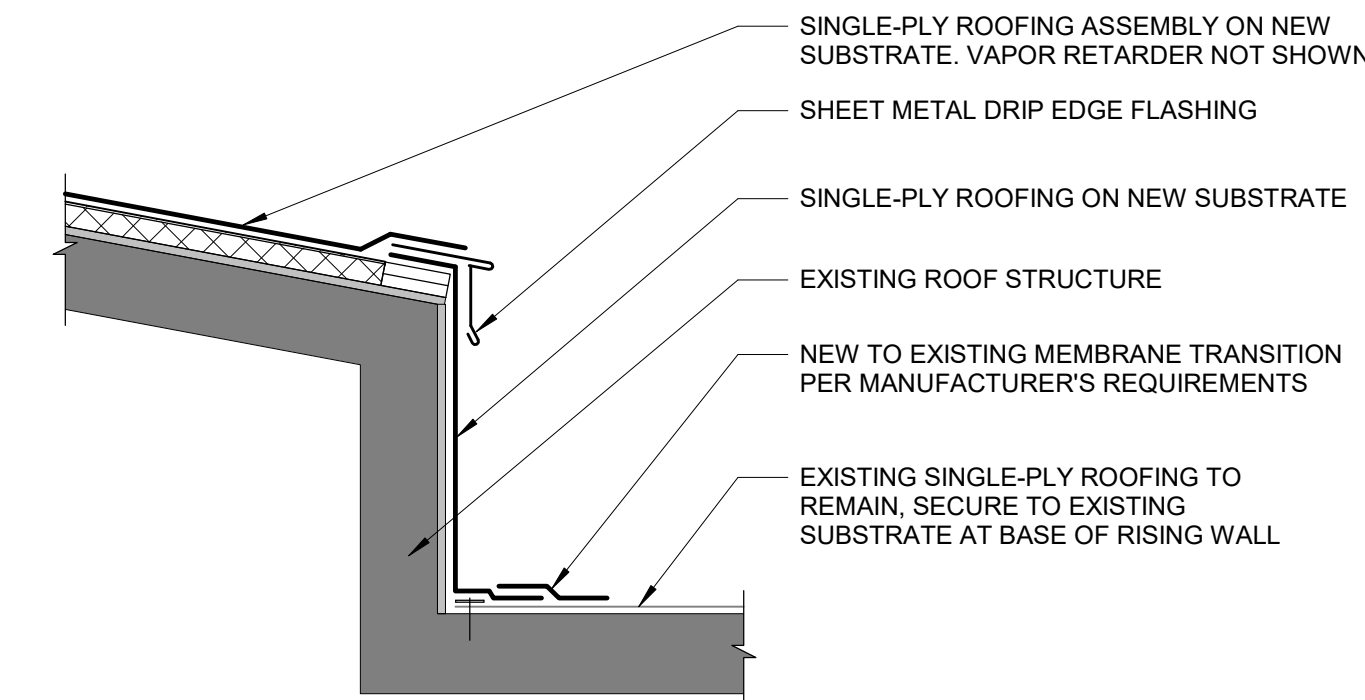 SINGLE-PLY ROOFING ASSEMBLY ON NEW
SUBSTRATE. VAPOR RETARDER NOT SHOWN
SHEET METAL DRIP EDGE FLASHING
SINGLE-PLY ROOFING ON NEW SUBSTRATE
EXISTING ROOF STRUCTURE
NEW TO EXISTING MEMBRANE TRANSITION
PER MANUFACTURER'S REQUIREMENTS
EXISTING SINGLE-PLY ROOFING TO
REMAIN, SECURE TO EXISTING
SUBSTRATE AT BASE OF RISING WALL